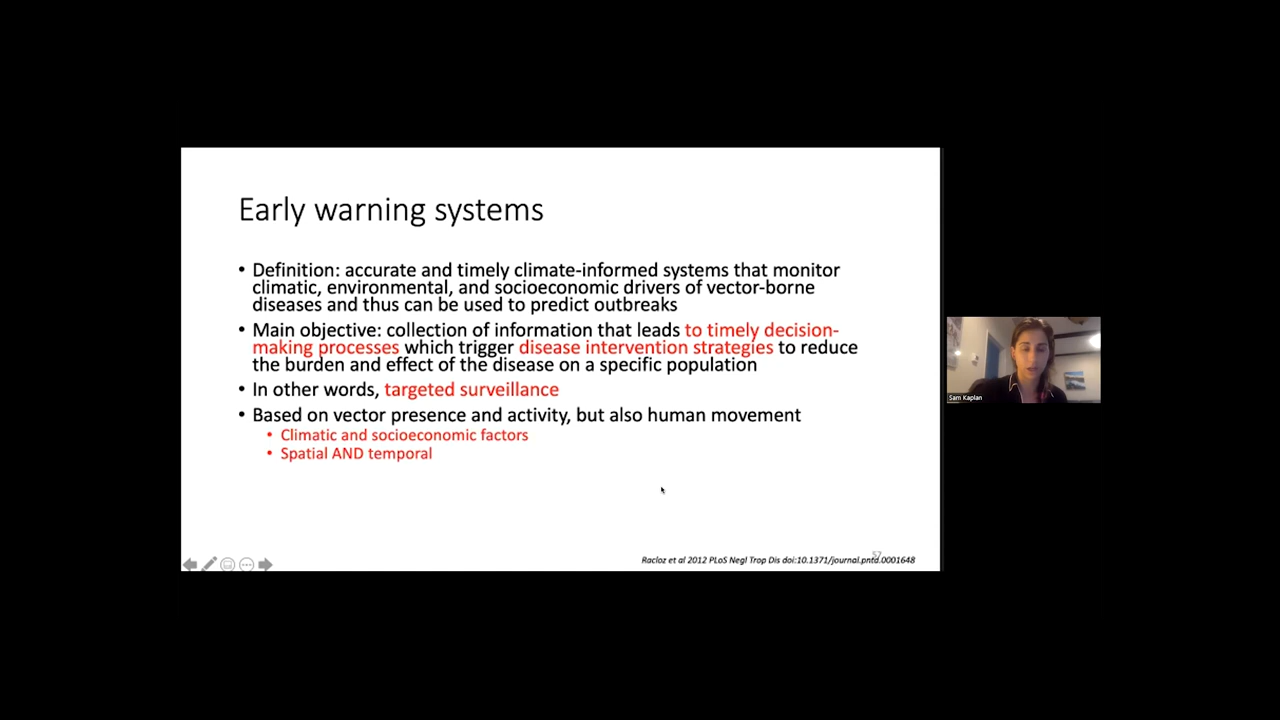 Early warning systems
• Definition: accurate and timely climate-informed systems that monitor
climatic, environmental, and socioeconomic drivers of vector-borne
diseases and thus can be used to predict outbreaks
• Main objective: collection of information that leads to timely decision-
making processes which trigger disease intervention strategies to reduce
the burden and effect of the disease on a specific population
• In other words, targeted surveillance
• Based on vector presence and activity, but also human movement
• Climatic and socioeconomic factors
• Spatial AND temporal
Racloz et al 2012 PLoS Negl Trop Dis doi:10.1371/journal.pntd.0001648
Sam Kaplan